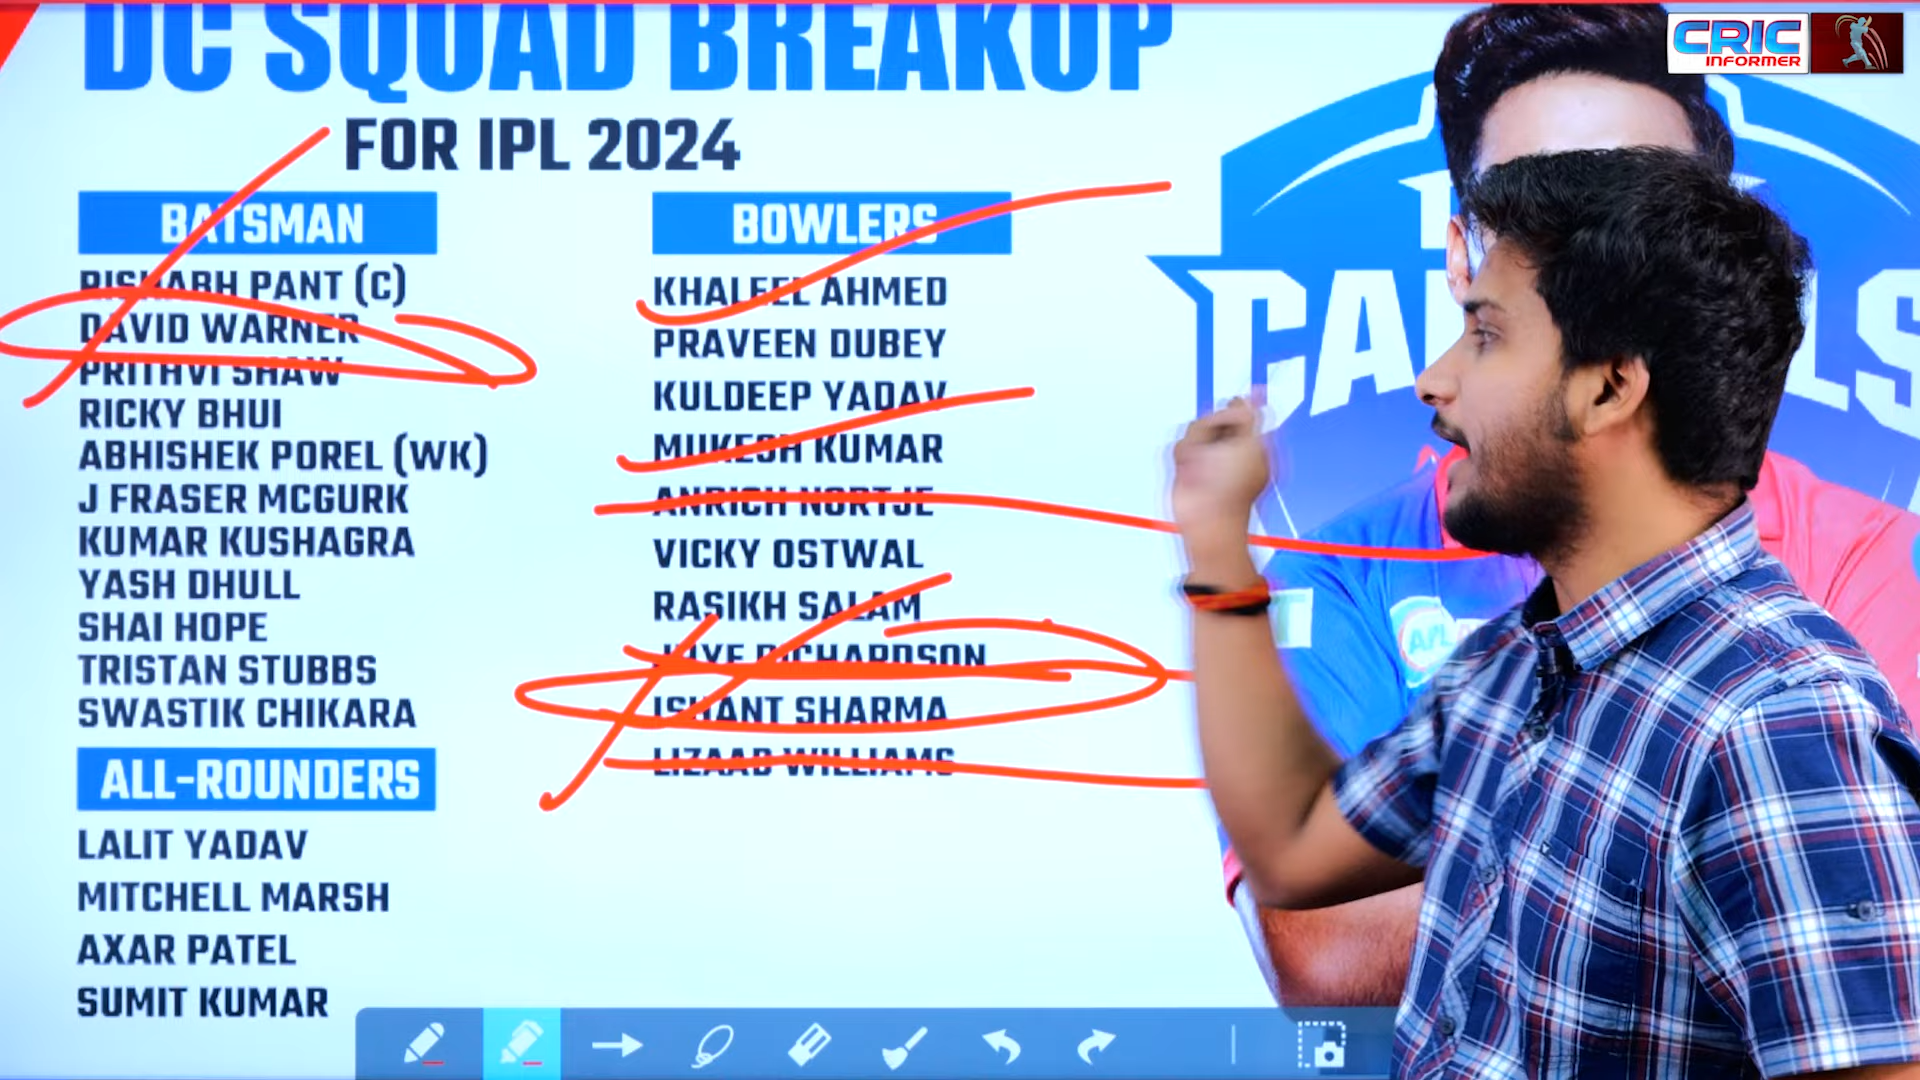 DC SQUAD BREAKUP
FOR IPL 2024
BATSMAN
RISHABH PANT (C)
DAVID WARNER
PRITHVI SHAW
RICKY BHUI
ABHISHEK POREL (WK)
J FRASER MCGURK
KUMAR KUSHAGRA
YASH DHULL
SHAI HOPE
TRISTAN STUBBS
SWASTIK CHIKARA
ALL-ROUNDERS
LALIT YADAV
MITCHELL MARSH
AXAR PATEL
SUMIT KUMAR
BOWLERS
KHALEEL AHMED
PRAVEEN DUBEY
KULDEEP YADAV
MUKESH KUMAR
ANRICH NORTJE
VICKY OSTWAL
RASIKH SALAM
JHYE RICHARDSON
ISHANT SHARMA
LIZAAD WILLIAMS
CRIC
INFORMER